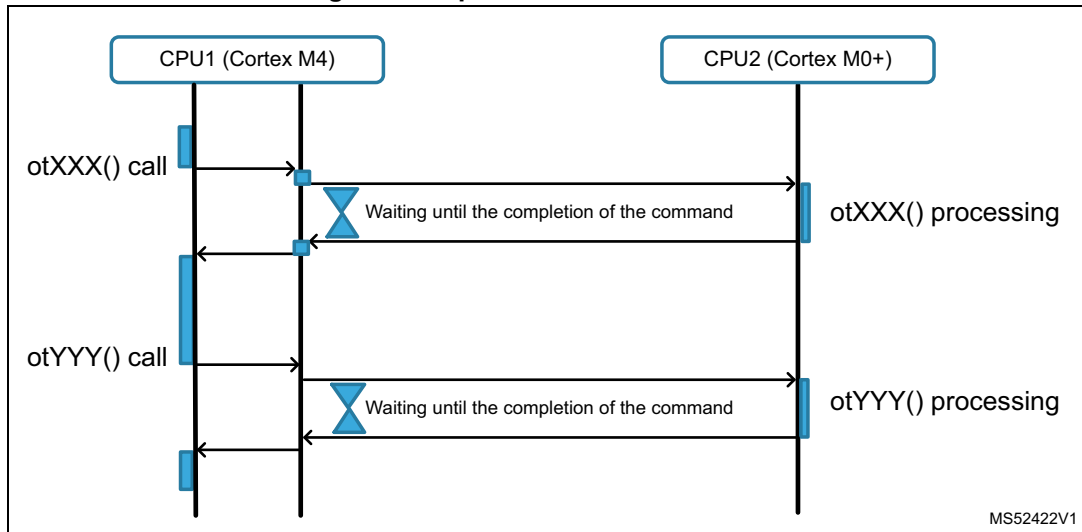 CPU1 (Cortex M4)
CPU2 (Cortex M0+)
otXXX() call
Waiting until the completion of the command
otXXX() processing
otYYY() call
Waiting until the completion of the command
otYYY() processing
MS52422V1